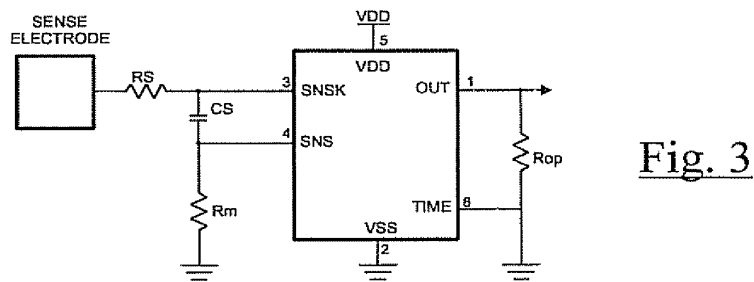 SENSE
ELECTRODE
RS
CS
Rm
3
SNSK
4
SNS
VDD
5
VDD
OUT
1
TIME
6
VSS
2
Rop
Fig. 3